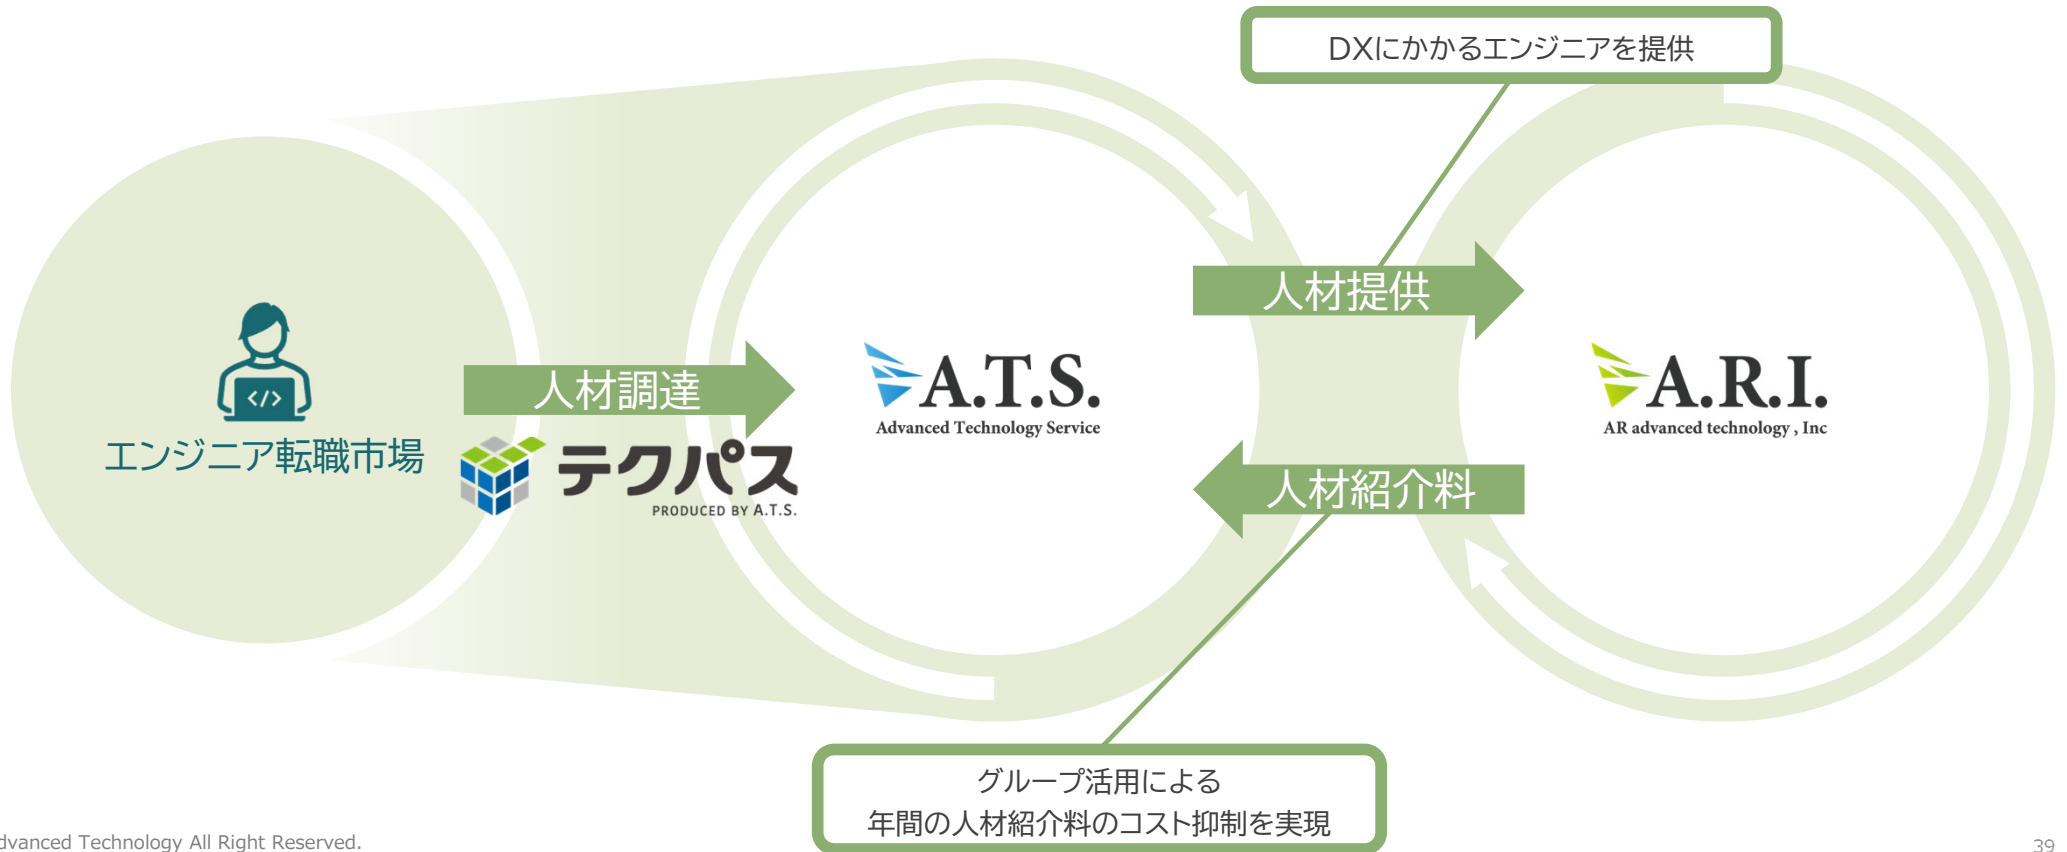 DXにかかるエンジニアを提供
人材提供
</>
エンジニア転職市場
人材調達
テクパス
PRODUCED BY A.T.S.
A.T.S.
Advanced Technology Service
A.R.I.
AR advanced technology , Inc
人材紹介料
グループ活用による
年間の人材紹介料のコスト抑制を実現
dvanced Technology All Right Reserved.
39